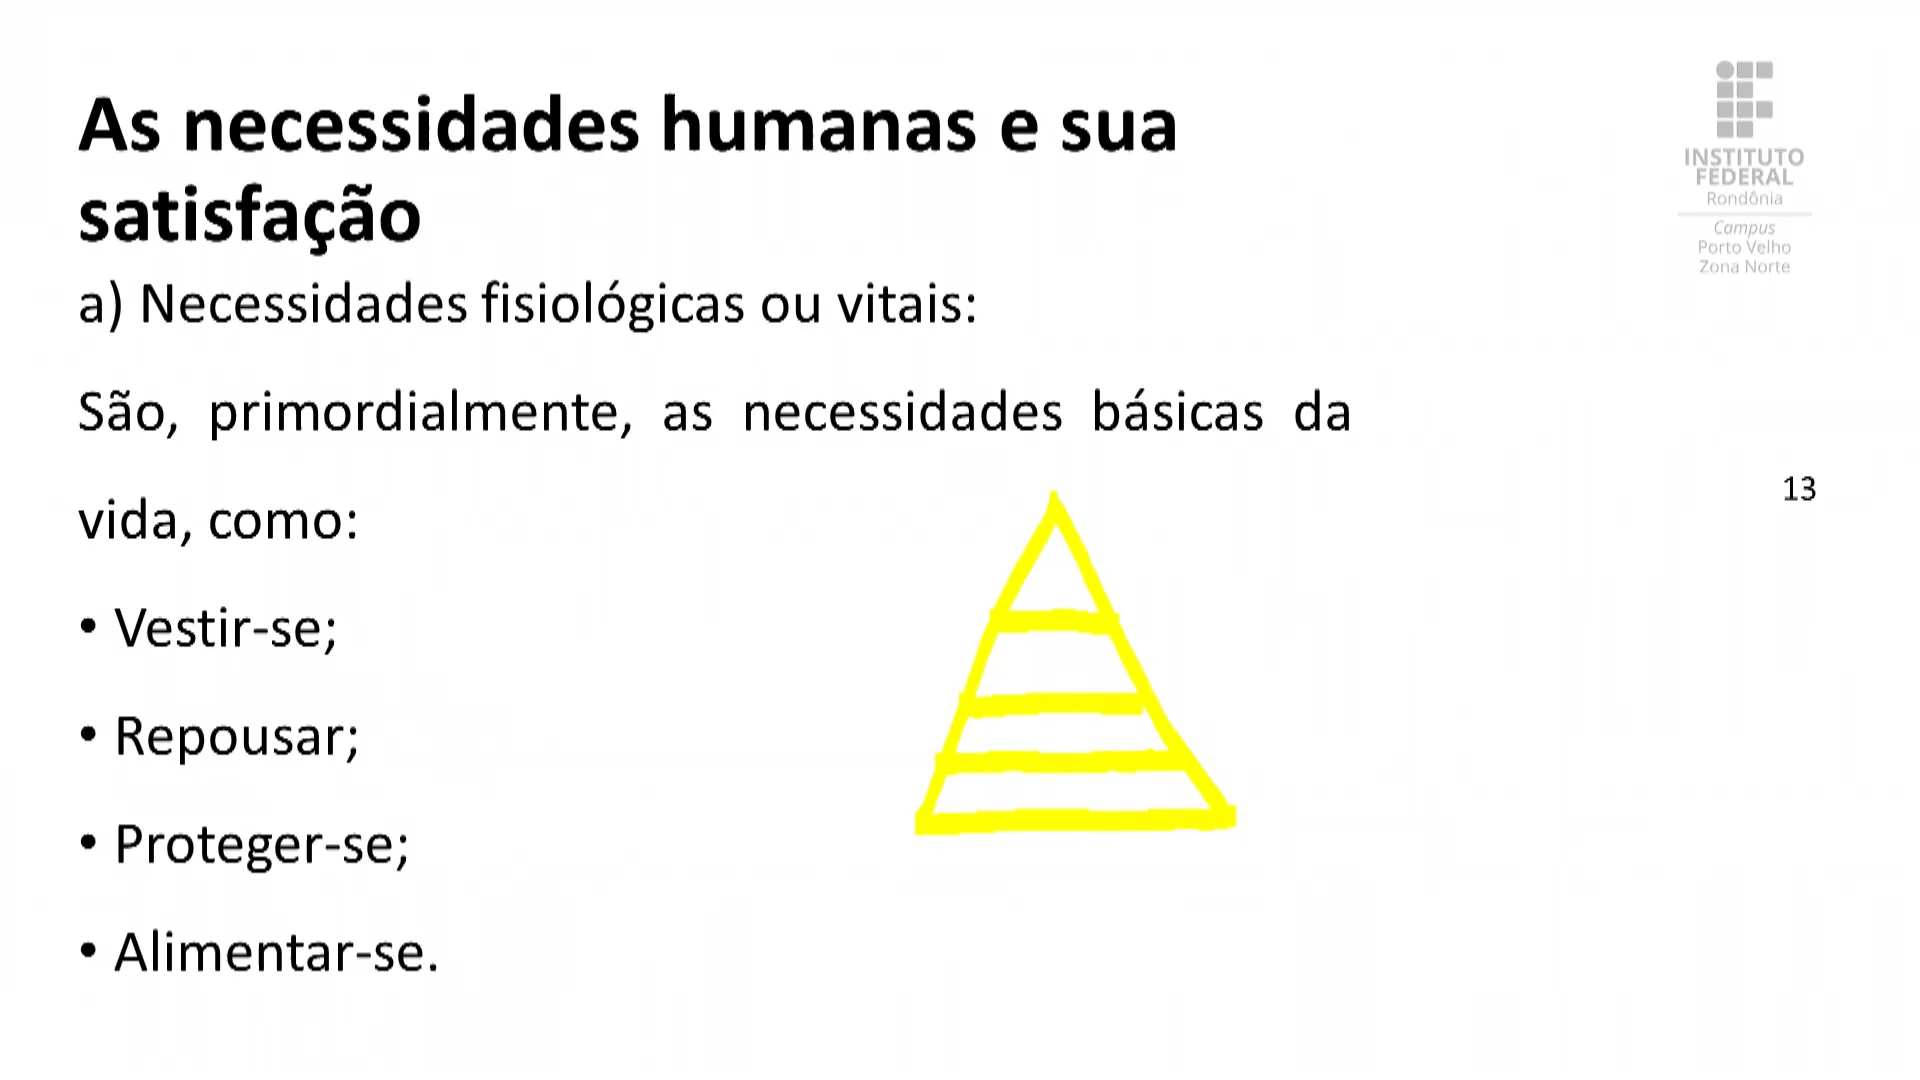 As necessidades humanas e sua
satisfação
a) Necessidades fisiológicas ou vitais:
São, primordialmente, as necessidades básicas da
vida, como:
• Vestir-se;
• Repousar;
• Proteger-se;
• Alimentar-se.
INSTITUTO
FEDERAL
Rondônia
Campus
Porto Velho
Zona Norte
13